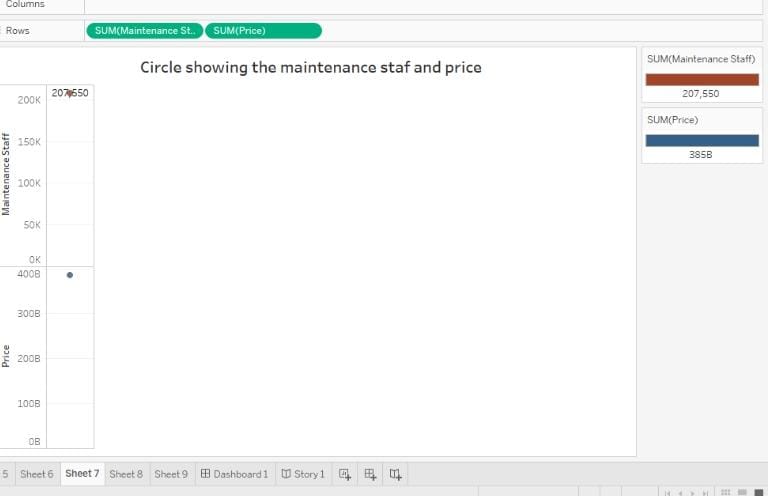 Columns
Rows
SUM(Maintenance St.. SUM(Price)
Circle showing the maintenance staf and price
SUM(Maintenance Staff)
207,550
SUM(Price)
385B
Maintenance Staff
207,550
200K
150K
100K
50K
0K
Price
400B
300B
200B
100B
0B
5 Sheet 6 Sheet 7 Sheet 8 Sheet 9 Dashboard 1 Story 1